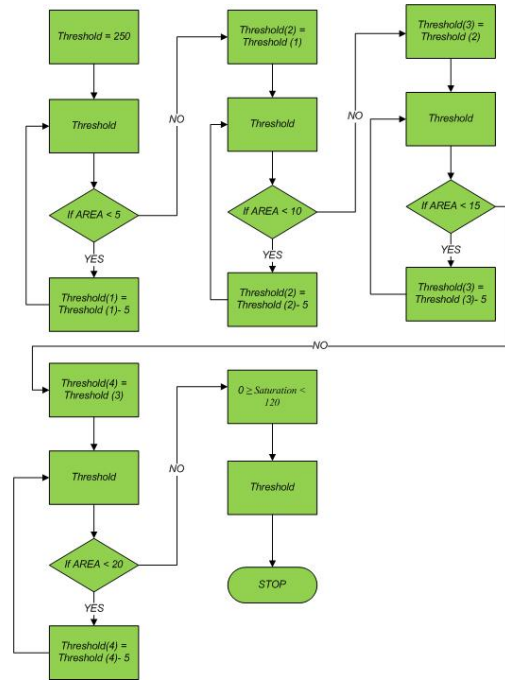 Threshold = 250
Threshold
If AREA < 5
YES
Threshold(1) =
Threshold (1)- 5
NO
Threshold(2) =
Threshold (1)
Threshold
If AREA < 10
YES
Threshold(2) =
Threshold (2)- 5
NO
Threshold(3) =
Threshold (2)
Threshold
If AREA < 15
YES
Threshold(3) =
Threshold (3)- 5
NO
Threshold(4) =
Threshold (3)
Threshold
If AREA < 20
YES
Threshold(4) =
Threshold (4)- 5
NO
0 ≥ Saturation <
120
Threshold
STOP